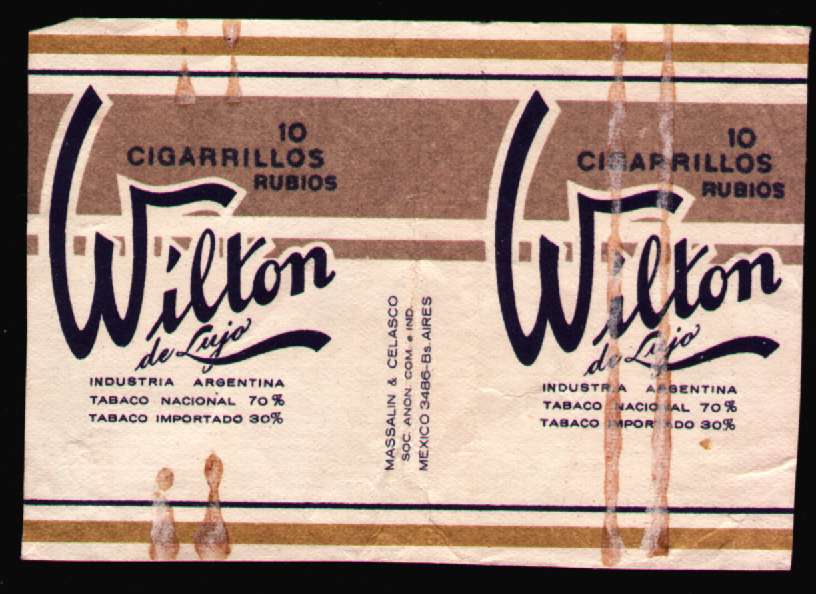 10
CIGARRILLOS
RUBIOS
Wilton
de Lujo
INDUSTRIA ARGENTINA
TABACO NACIONAL 70%
TABACO IMPORTADO 30%
MASSALIN & CELASCO
SOC. ANON. COM. e IND.
MEXICO 3486-Bs. AIRES
10
CIGARRILLOS
RUBIOS
Wilton
de Lujo
INDUSTRIA ARGENTINA
TABACO NACIONAL 70%
TABACO IMPORTADO 30%